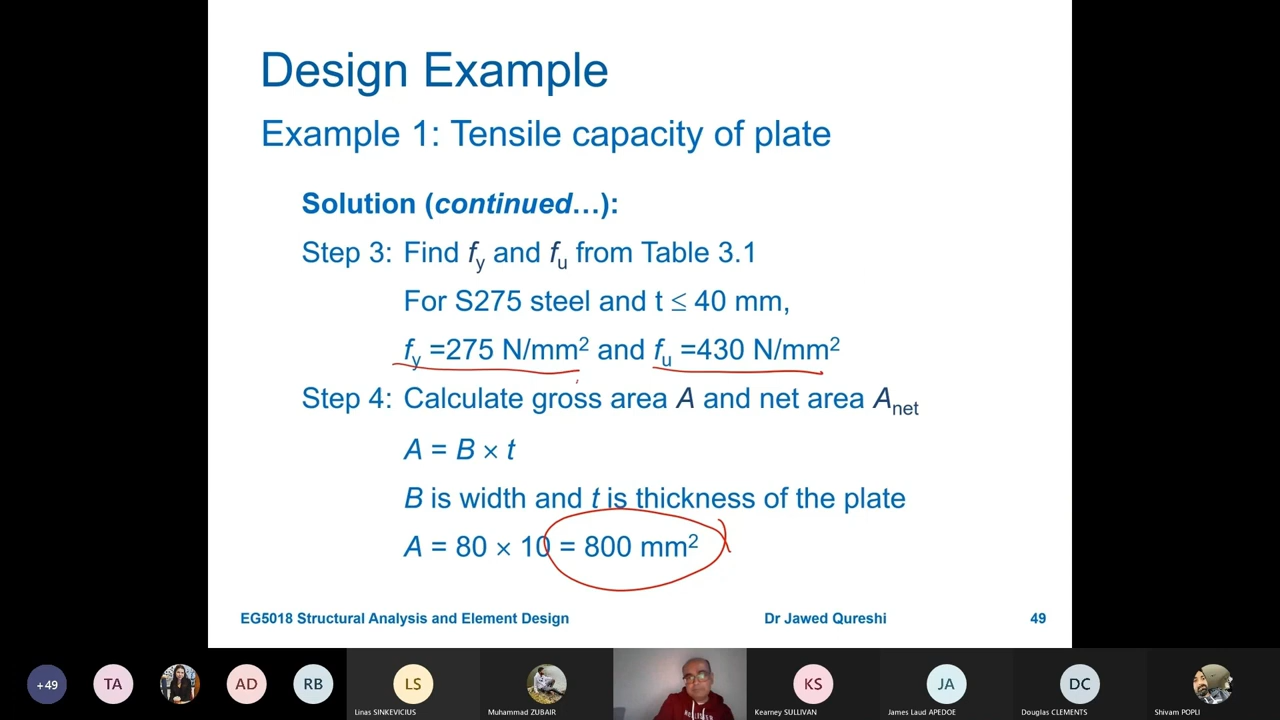 Design Example
Example 1: Tensile capacity of plate
Solution (continued…):
Step 3: Find fy and fu from Table 3.1
For S275 steel and t ≤ 40 mm,
fy =275 N/mm² and fu =430 N/mm²
Step 4: Calculate gross area A and net area Anet
A = B × t
B is width and t is thickness of the plate
A = 80 × 10 = 800 mm²
EG5018 Structural Analysis and Element Design Dr Jawed Qureshi 49
+49 TA AD RB LS KS JA DC
Linas SINKEVICIUS Muhammad ZUBAIR Kearney SULLIVAN James Laud APEDOE Douglas CLEMENTS Shivam POPLI